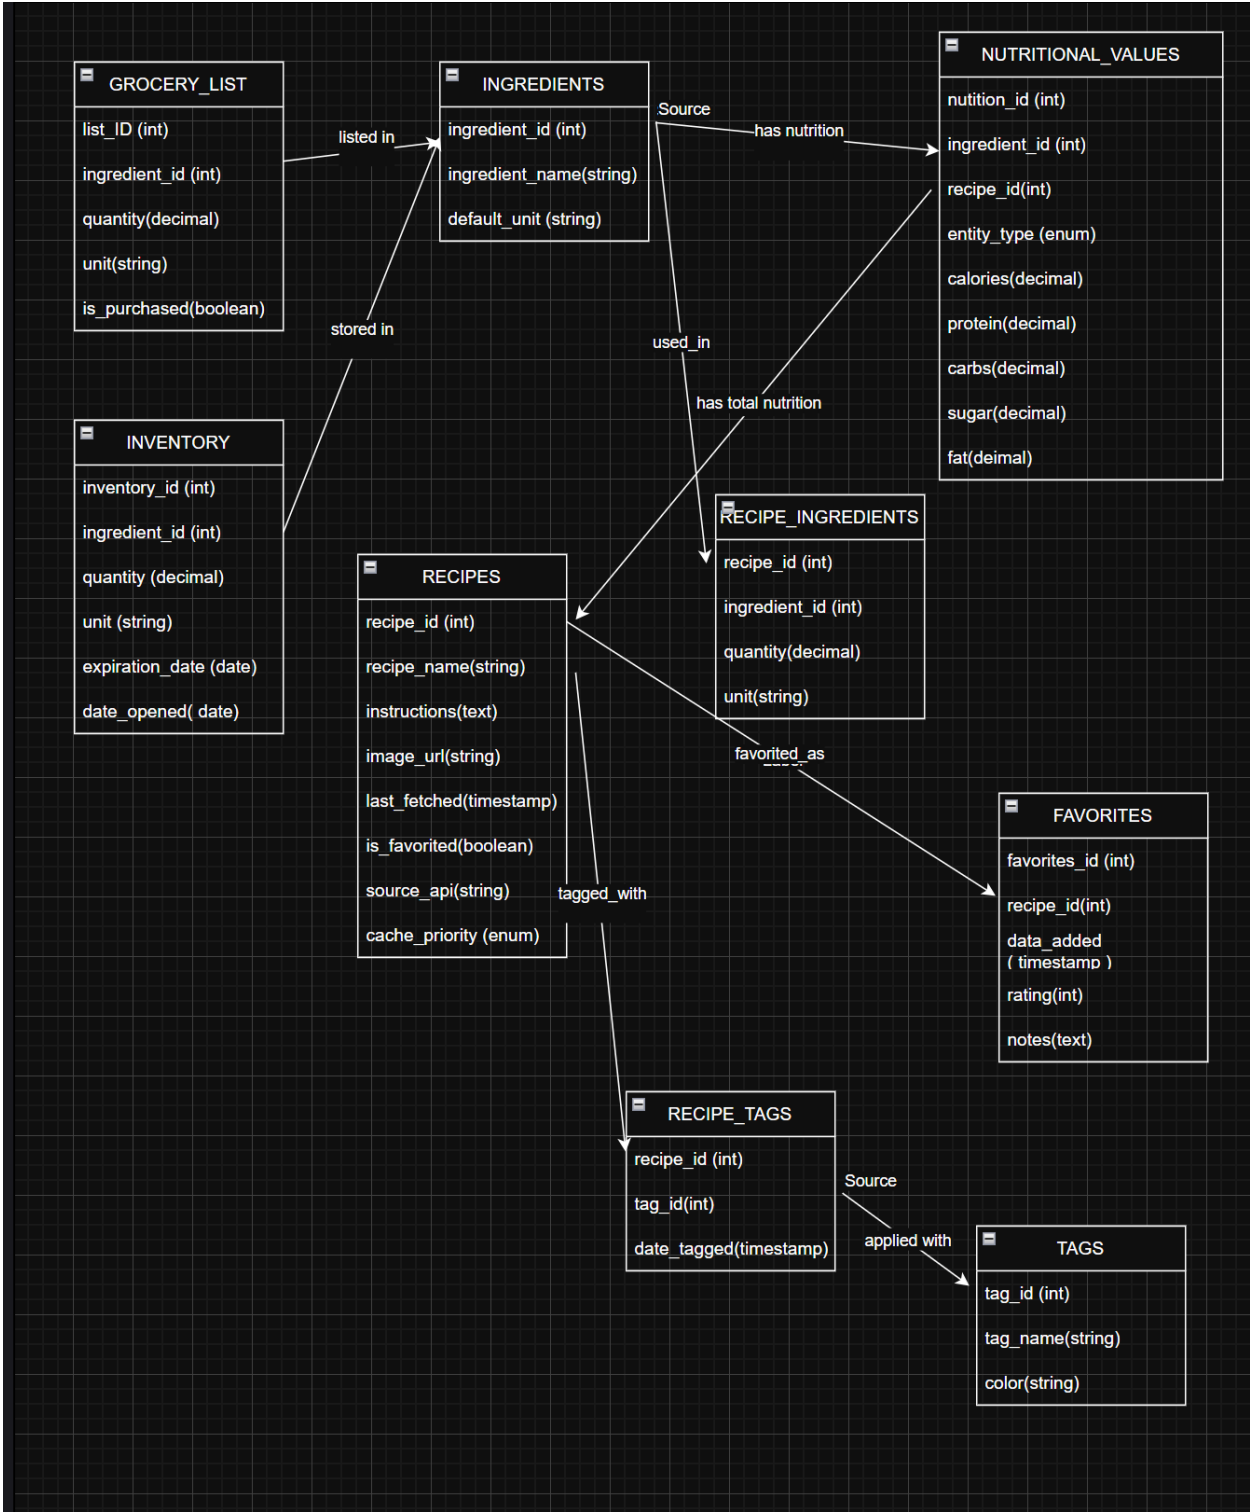 GROCERY_LIST
list_ID (int)
ingredient_id (int)
quantity(decimal)
unit(string)
is_purchased(boolean)
listed in
INGREDIENTS
ingredient_id (int)
ingredient_name(string)
default_unit (string)
Source
has nutrition
NUTRITIONAL_VALUES
nutition_id (int)
ingredient_id (int)
recipe_id(int)
entity_type (enum)
calories(decimal)
protein(decimal)
carbs(decimal)
sugar(decimal)
fat(deimal)
stored in
used_in
has total nutrition
INVENTORY
inventory_id (int)
ingredient_id (int)
quantity (decimal)
unit (string)
expiration_date (date)
date_opened( date)
RECIPES
recipe_id (int)
recipe_name(string)
instructions(text)
image_url(string)
last_fetched(timestamp)
is_favorited(boolean)
source_api(string)
cache_priority (enum)
RECIPE_INGREDIENTS
recipe_id (int)
ingredient_id (int)
quantity(decimal)
unit(string)
favorited_as
tagged_with
FAVORITES
favorites_id (int)
recipe_id(int)
data_added
( timestamp )
rating(int)
notes(text)
RECIPE_TAGS
recipe_id (int)
tag_id(int)
date_tagged(timestamp)
Source
applied with
TAGS
tag_id (int)
tag_name(string)
color(string)